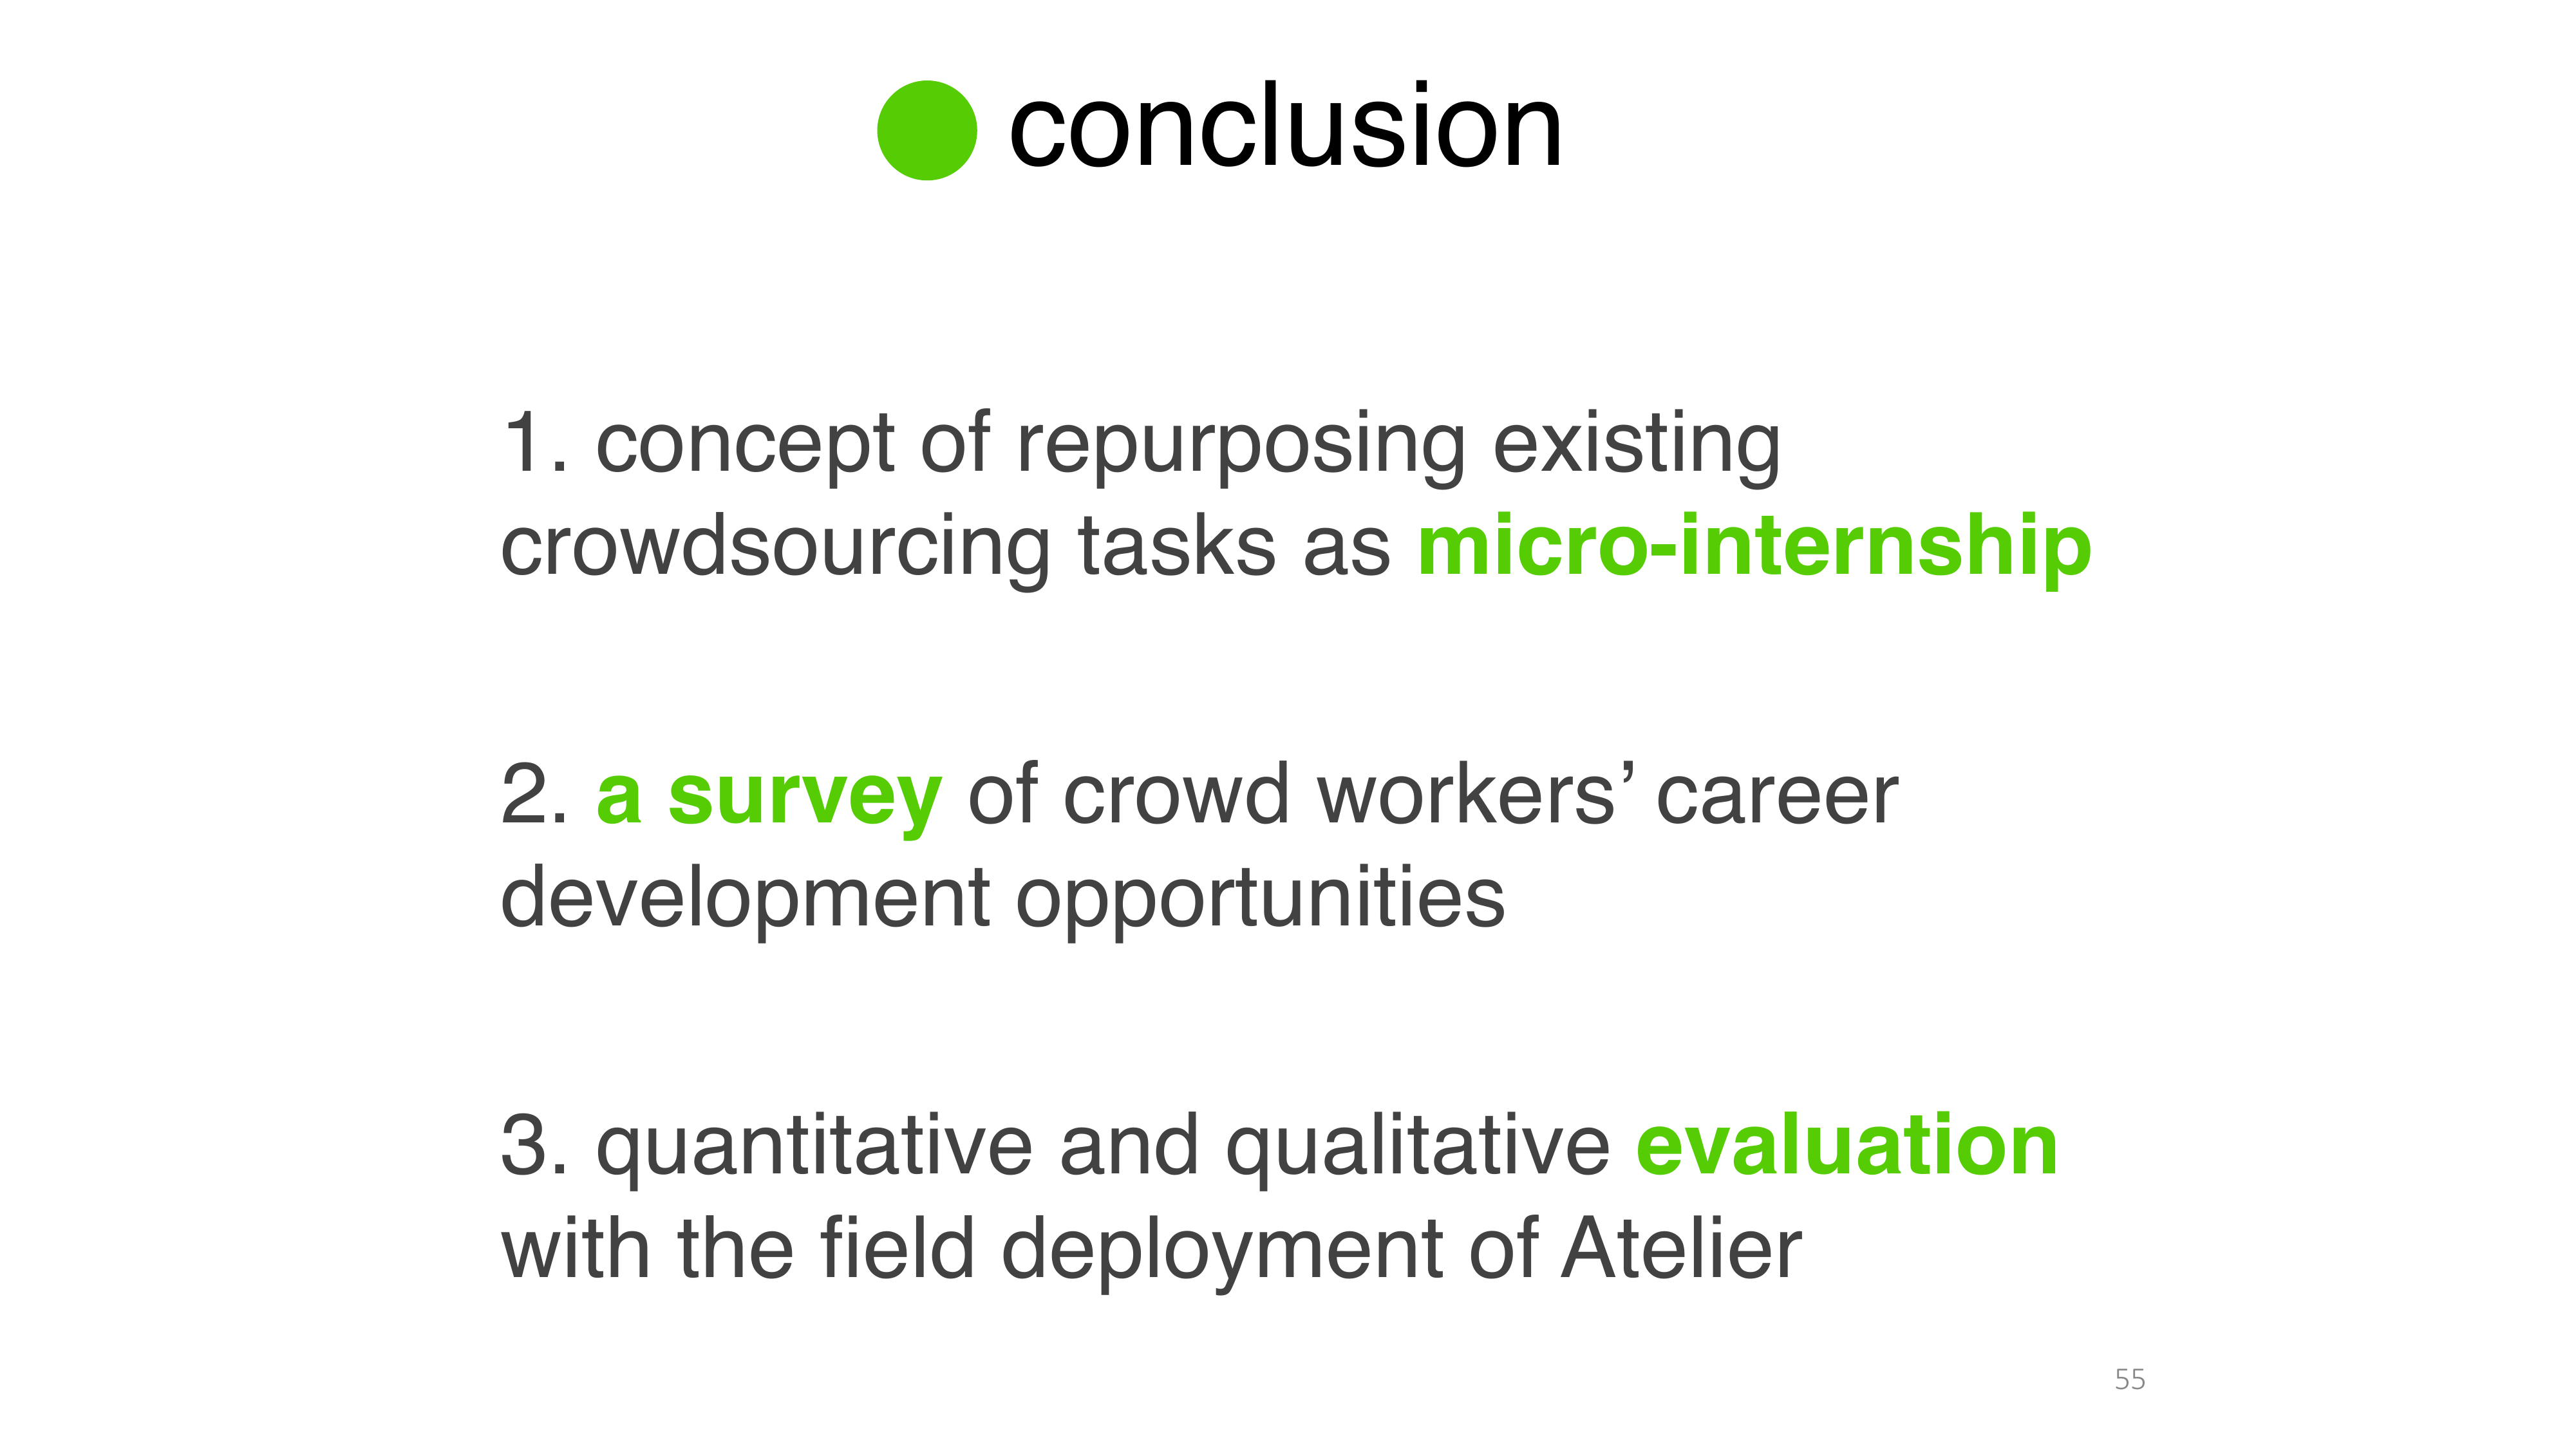 conclusion
1. concept of repurposing existing
crowdsourcing tasks as micro-internship
2. a survey of crowd workers’ career
development opportunities
3. quantitative and qualitative evaluation
with the field deployment of Atelier
55